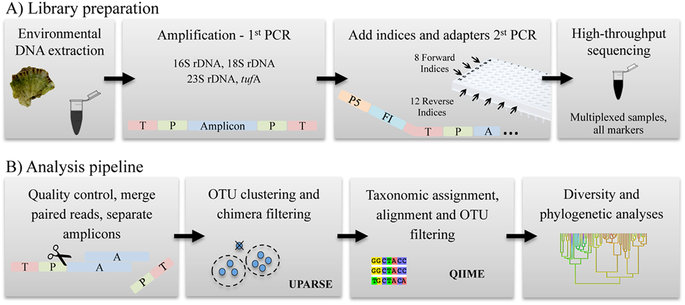 A) Library preparation
Environmental
DNA extraction
Amplification - 1st PCR
16S rDNA, 18S rDNA
23S rDNA, tufA
T P Amplicon P T
Add indices and adapters 2st PCR
8 Forward
Indices
12 Reverse
Indices
P5 FI T P A
High-throughput
sequencing
Multiplexed samples,
all markers
B) Analysis pipeline
Quality control, merge
paired reads, separate
amplicons
A
T P A
P T
OTU clustering and
chimera filtering
UPARSE
Taxonomic assignment,
alignment and OTU
filtering
GGCTACC
GGCTACC
TGCTACA
QIIME
Diversity and
phylogenetic analyses